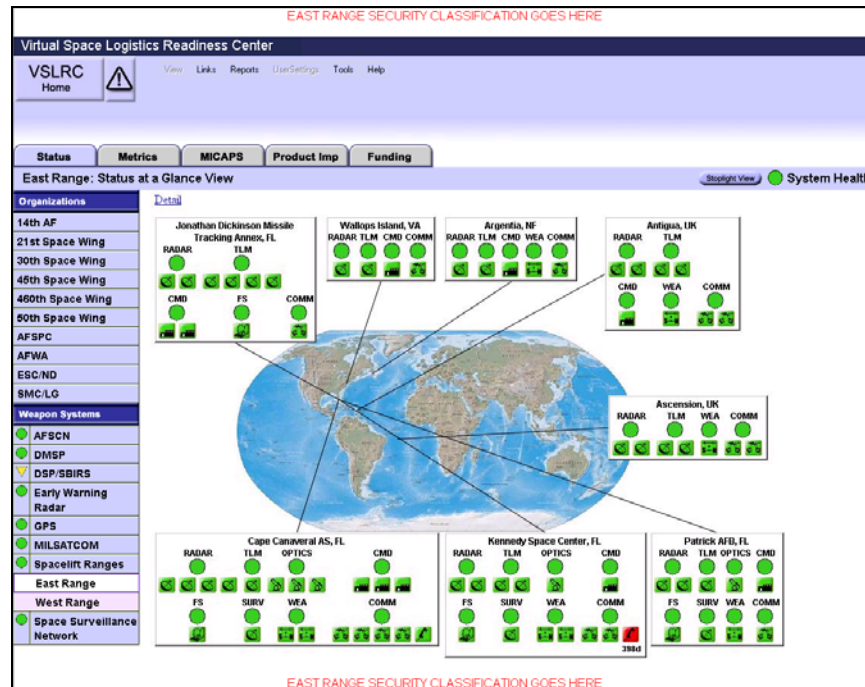 EAST RANGE SECURITY CLASSIFICATION GOES HERE
Virtual Space Logistics Readiness Center
VSLRC
Home
View Links Reports UserSettings Tools Help
Status Metrics MICAPS Product Imp Funding
East Range: Status at a Glance View
Stoplight View System Healt
Organizations
14th AF
21st Space Wing
30th Space Wing
45th Space Wing
460th Space Wing
50th Space Wing
AFSPC
AFWA
ESC/ND
SMC/LG
Weapon Systems
AFSCN
DMSP
DSP/SBIRS
Early Warning
Radar
GPS
MILSATCOM
Spacelift Ranges
East Range
West Range
Space Surveillance
Network
Detail
Jonathan Dickinson Missile
Tracking Annex, FL
RADAR TLM
CMD FS COMM
Wallops Island, VA
RADAR TLM CMD COMM
Argentia, NF
RADAR TLM CMD WEA COMM
Antigua, UK
RADAR TLM
CMD WEA COMM
Ascension, UK
RADAR TLM WEA COMM
Cape Canaveral AS, FL
RADAR TLM OPTICS CMD
FS SURV WEA COMM
Kennedy Space Center, FL
RADAR TLM OPTICS CMD
FS SURV WEA COMM
398d
Patrick AFB, FL
RADAR TLM OPTICS CMD
FS SURV WEA COMM
EAST RANGE SECURITY CLASSIFICATION GOES HERE